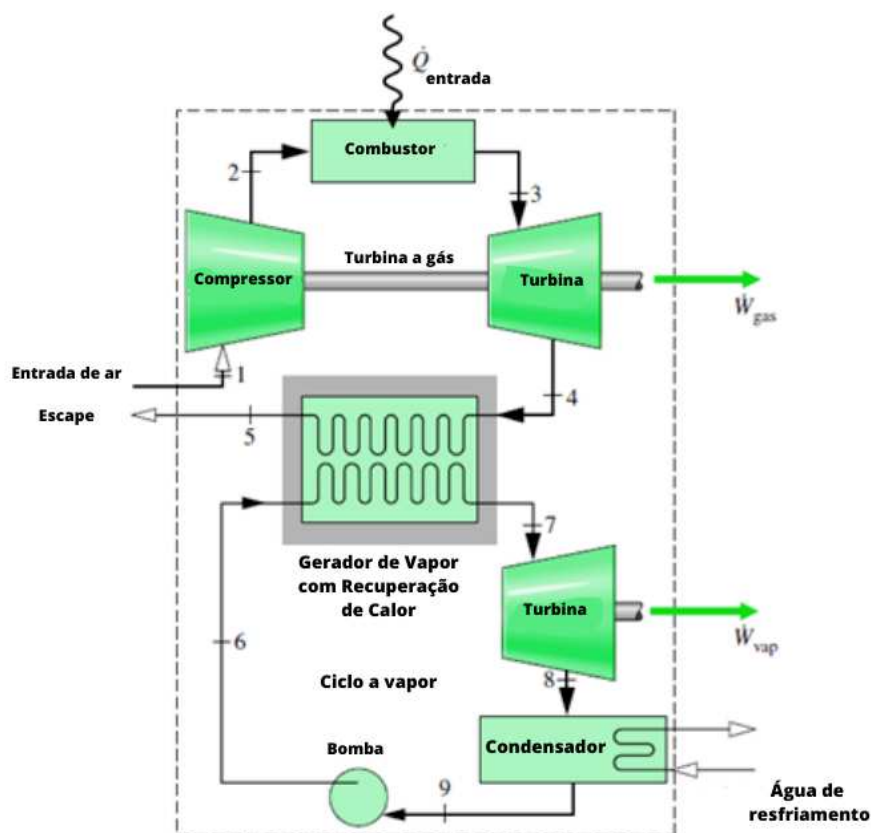 Q̇
entrada
Combustor
2
3
Compressor
Turbina a gás
Turbina
Ẇgas
Entrada de ar
1
4
Escape
5
7
Gerador de Vapor
com Recuperação
de Calor
Turbina
Ẇvap
6
Ciclo a vapor
8
Bomba
Condensador
9
Água de
resfriamento